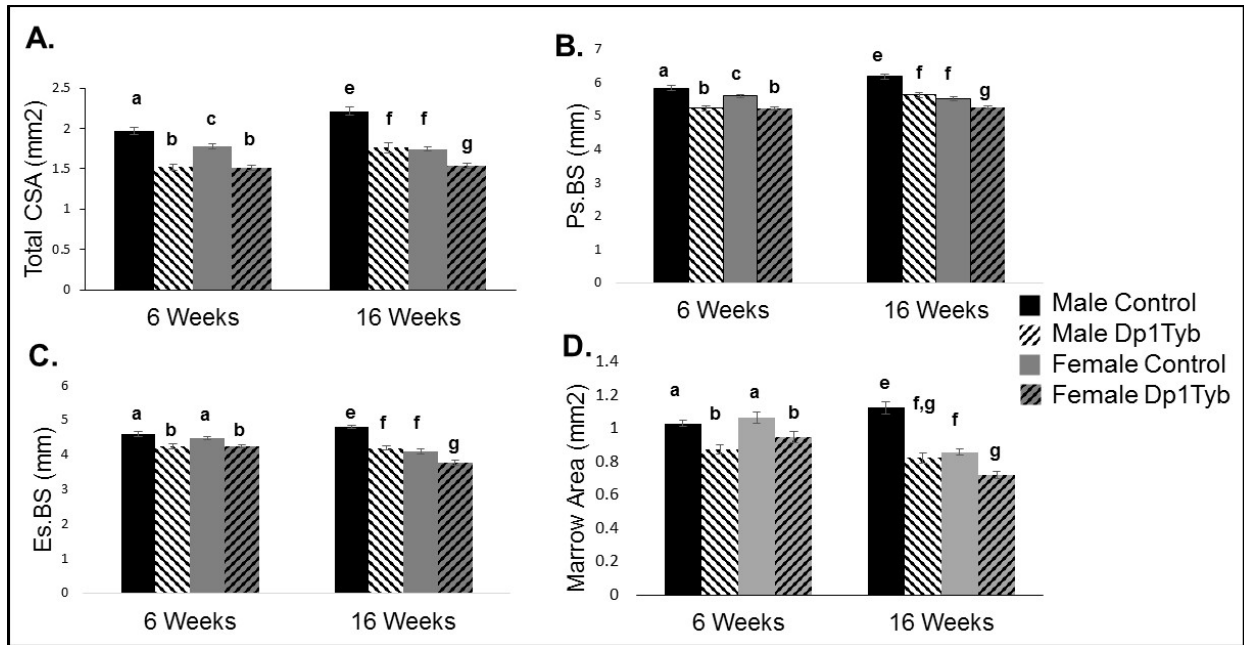 A.
Total CSA (mm2)
2.5
2
1.5
1
0.5
0
a
b
c
b
e
f
f
g
6 Weeks
16 Weeks
B.
Ps.BS (mm)
7
6
5
4
3
2
1
0
a
b
c
b
e
f
f
g
6 Weeks
16 Weeks
Male Control
Male Dp1Tyb
Female Control
Female Dp1Tyb
C.
Es.BS (mm)
6
5
4
3
2
1
0
a
b
a
b
e
f
f
g
6 Weeks
16 Weeks
D.
Marrow Area (mm2)
1.4
1.2
1
0.8
0.6
0.4
0.2
0
a
b
a
b
e
f,g
f
g
6 Weeks
16 Weeks